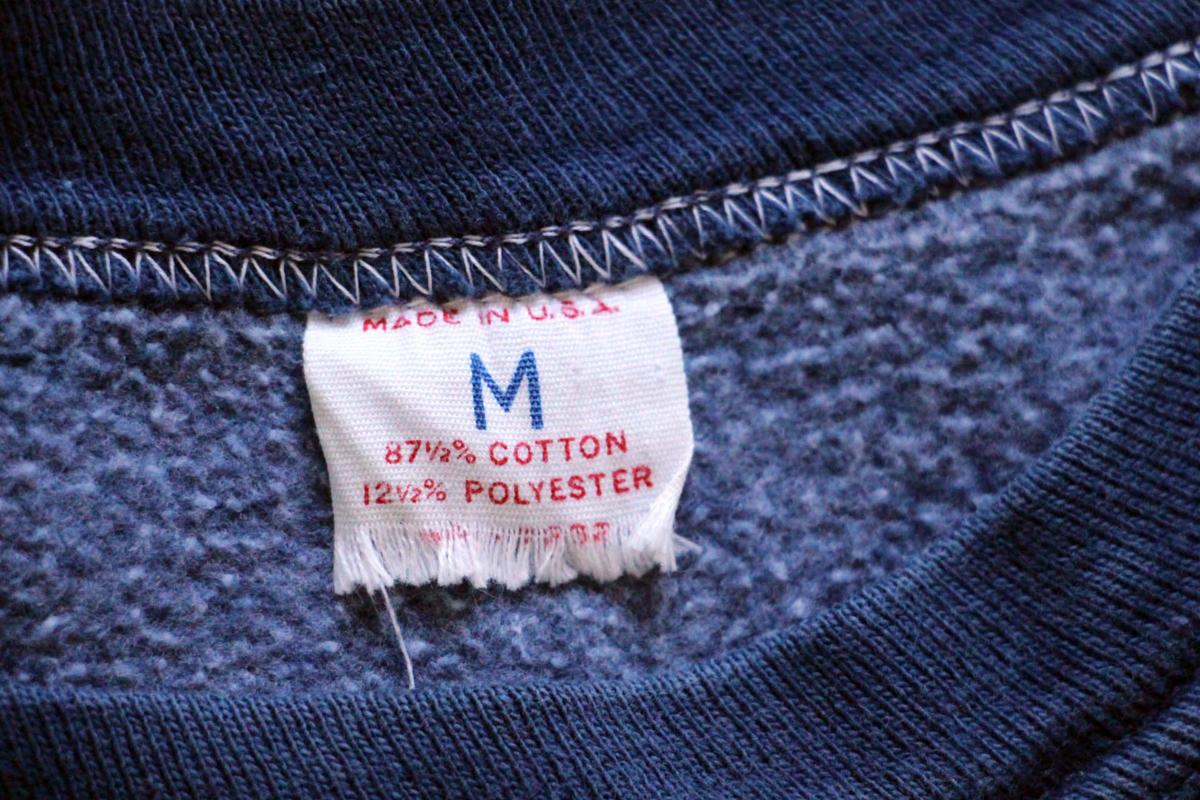 MADE IN U.S.A.
M
87½% COTTON
12½% POLYESTER